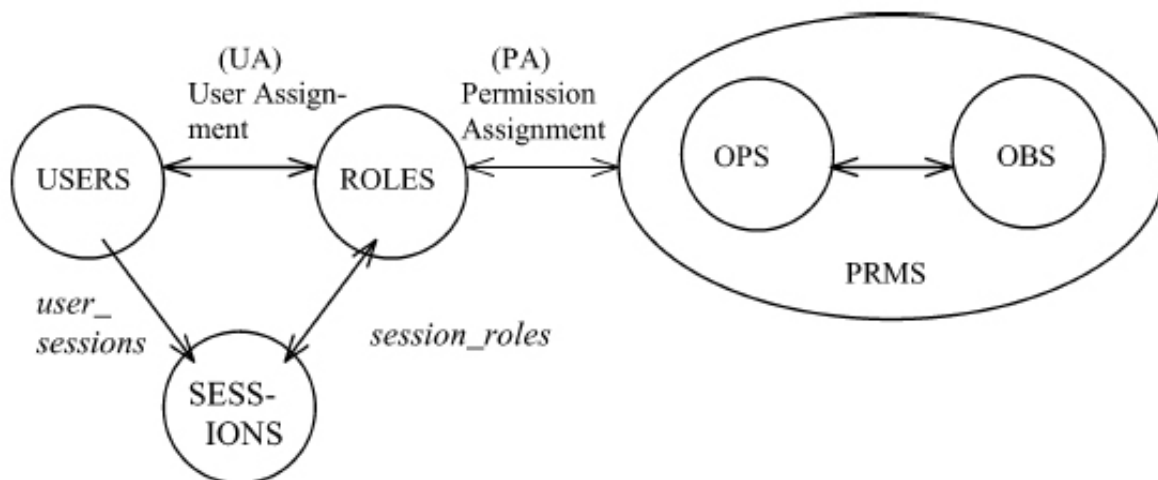 (UA)
User Assign-
ment
(PA)
Permission
Assignment
USERS
ROLES
OPS
OBS
PRMS
user_
sessions
session_roles
SESS-
IONS